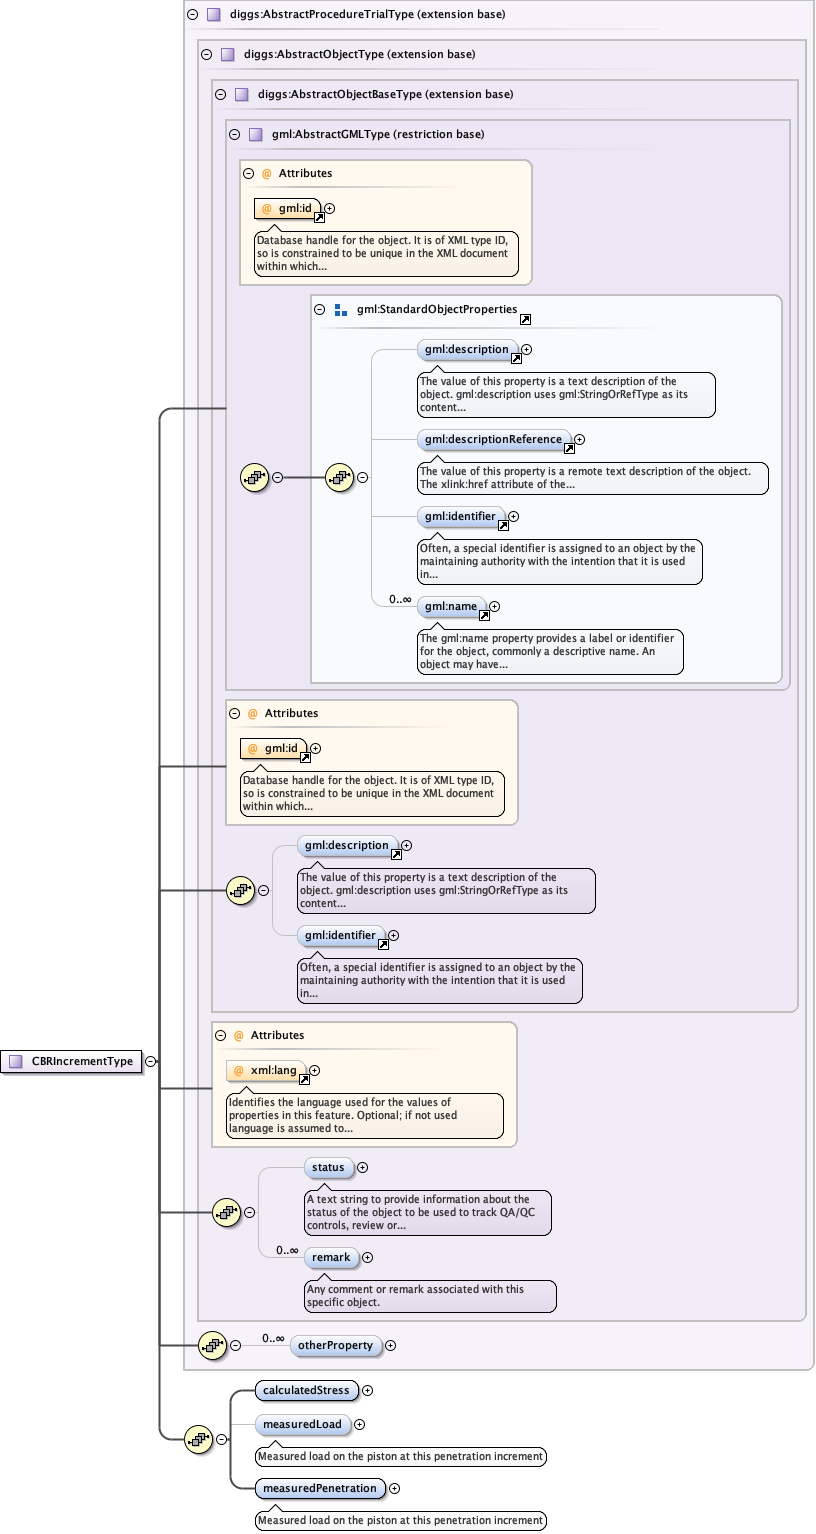 diggs:AbstractProcedureTrialType (extension base)
diggs:AbstractObjectType (extension base)
diggs:AbstractObjectBaseType (extension base)
gml:AbstractGMLType (restriction base)
@ Attributes
@ gml:id
Database handle for the object. It is of XML type ID,
so is constrained to be unique in the XML document
within which...
gml:StandardObjectProperties
gml:description
The value of this property is a text description of the
object. gml:description uses gml:StringOrRefType as its
content...
gml:descriptionReference
The value of this property is a remote text description of the object.
The xlink:href attribute of the...
gml:identifier
Often, a special identifier is assigned to an object by the
maintaining authority with the intention that it is used
in...
0..∞
gml:name
The gml:name property provides a label or identifier
for the object, commonly a descriptive name. An
object may have...
@ Attributes
@ gml:id
Database handle for the object. It is of XML type ID,
so is constrained to be unique in the XML document
within which...
gml:description
The value of this property is a text description of the
object. gml:description uses gml:StringOrRefType as its
content...
gml:identifier
Often, a special identifier is assigned to an object by the
maintaining authority with the intention that it is used
in...
CBRIncrementType
@ Attributes
@ xml:lang
Identifies the language used for the values of
properties in this feature. Optional; if not used
language is assumed to...
status
A text string to provide information about the
status of the object to be used to track QA/QC
controls, review or...
0..∞
remark
Any comment or remark associated with this
specific object.
0..∞
otherProperty
calculatedStress
measuredLoad
Measured load on the piston at this penetration increment
measuredPenetration
Measured load on the piston at this penetration increment